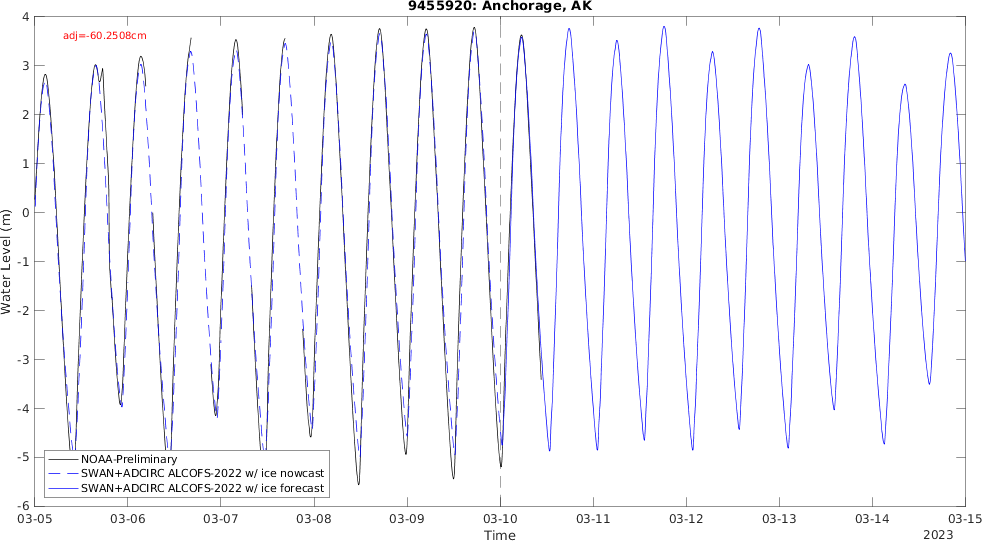 9455920: Anchorage, AK
adj=-60.2508cm
4
3
2
1
0
-1
-2
-3
-4
-5
-6
Water Level (m)
NOAA-Preliminary
SWAN+ADCIRC ALCOFS-2022 w/ ice nowcast
SWAN+ADCIRC ALCOFS-2022 w/ ice forecast
03-05 03-06 03-07 03-08 03-09 03-10 03-11 03-12 03-13 03-14 03-15
Time
2023